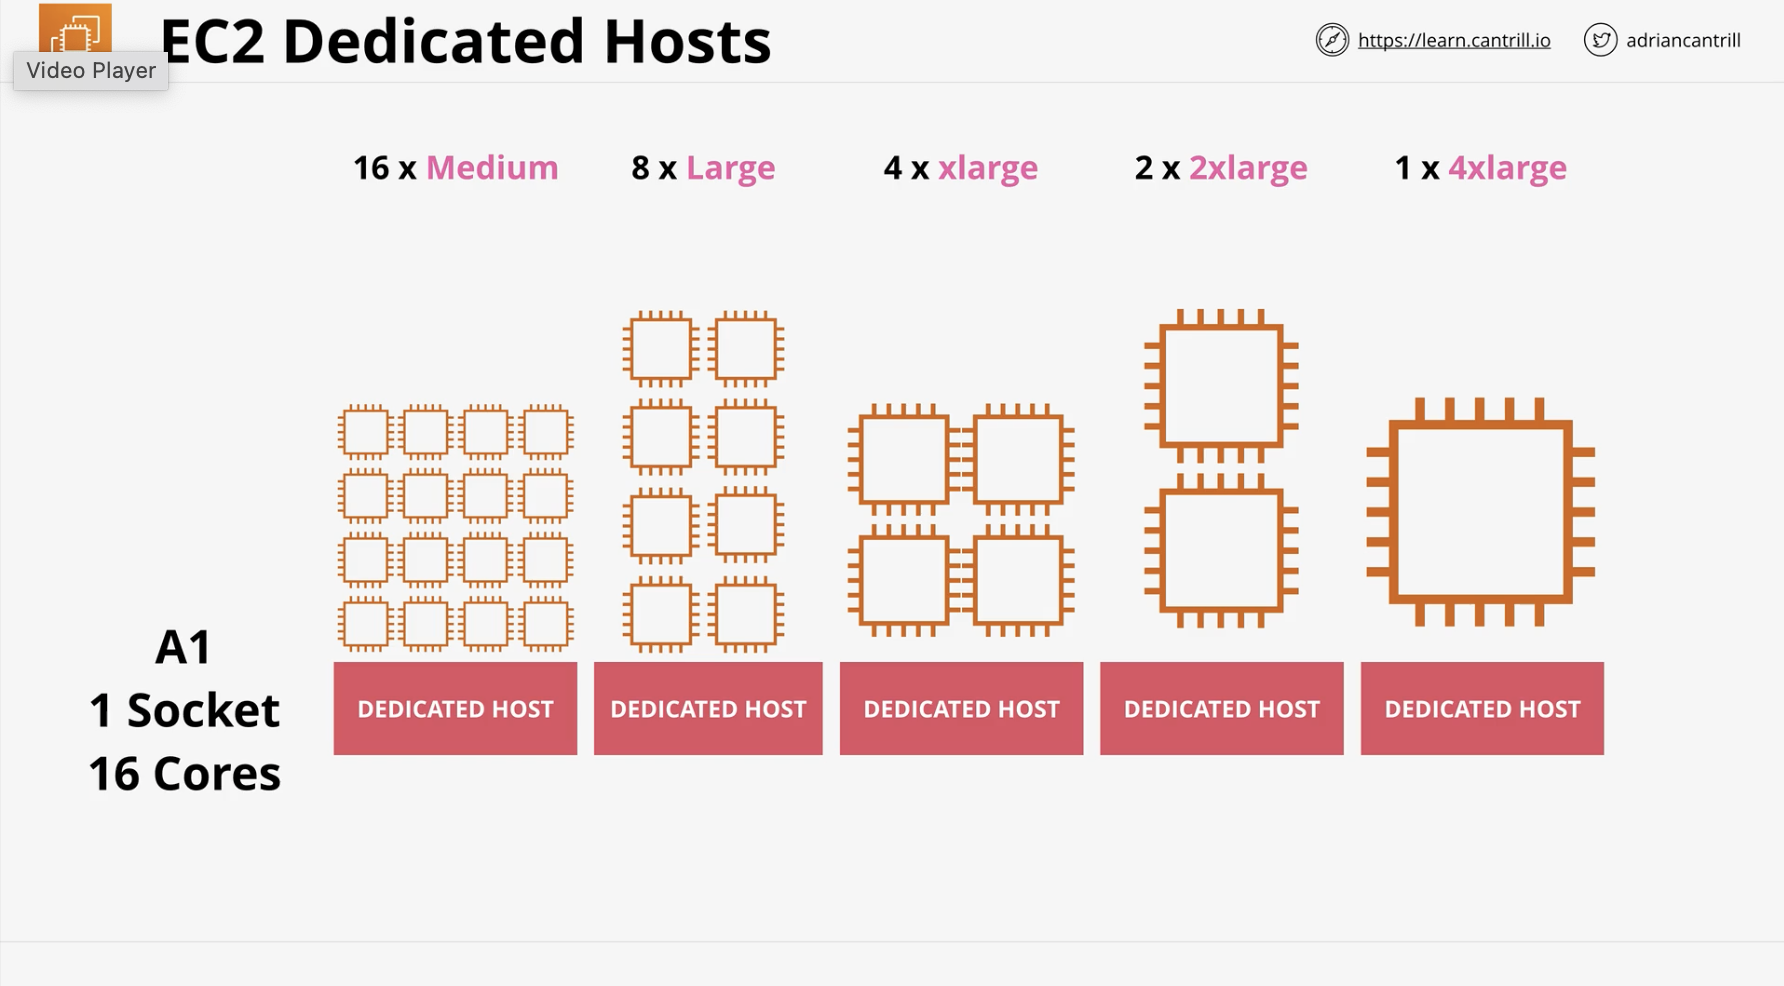 EC2 Dedicated Hosts
Video Player
https://learn.cantrill.io
adriancantrill
16 x Medium
8 x Large
4 x xlarge
2 x 2xlarge
1 x 4xlarge
A1
1 Socket
16 Cores
DEDICATED HOST
DEDICATED HOST
DEDICATED HOST
DEDICATED HOST
DEDICATED HOST